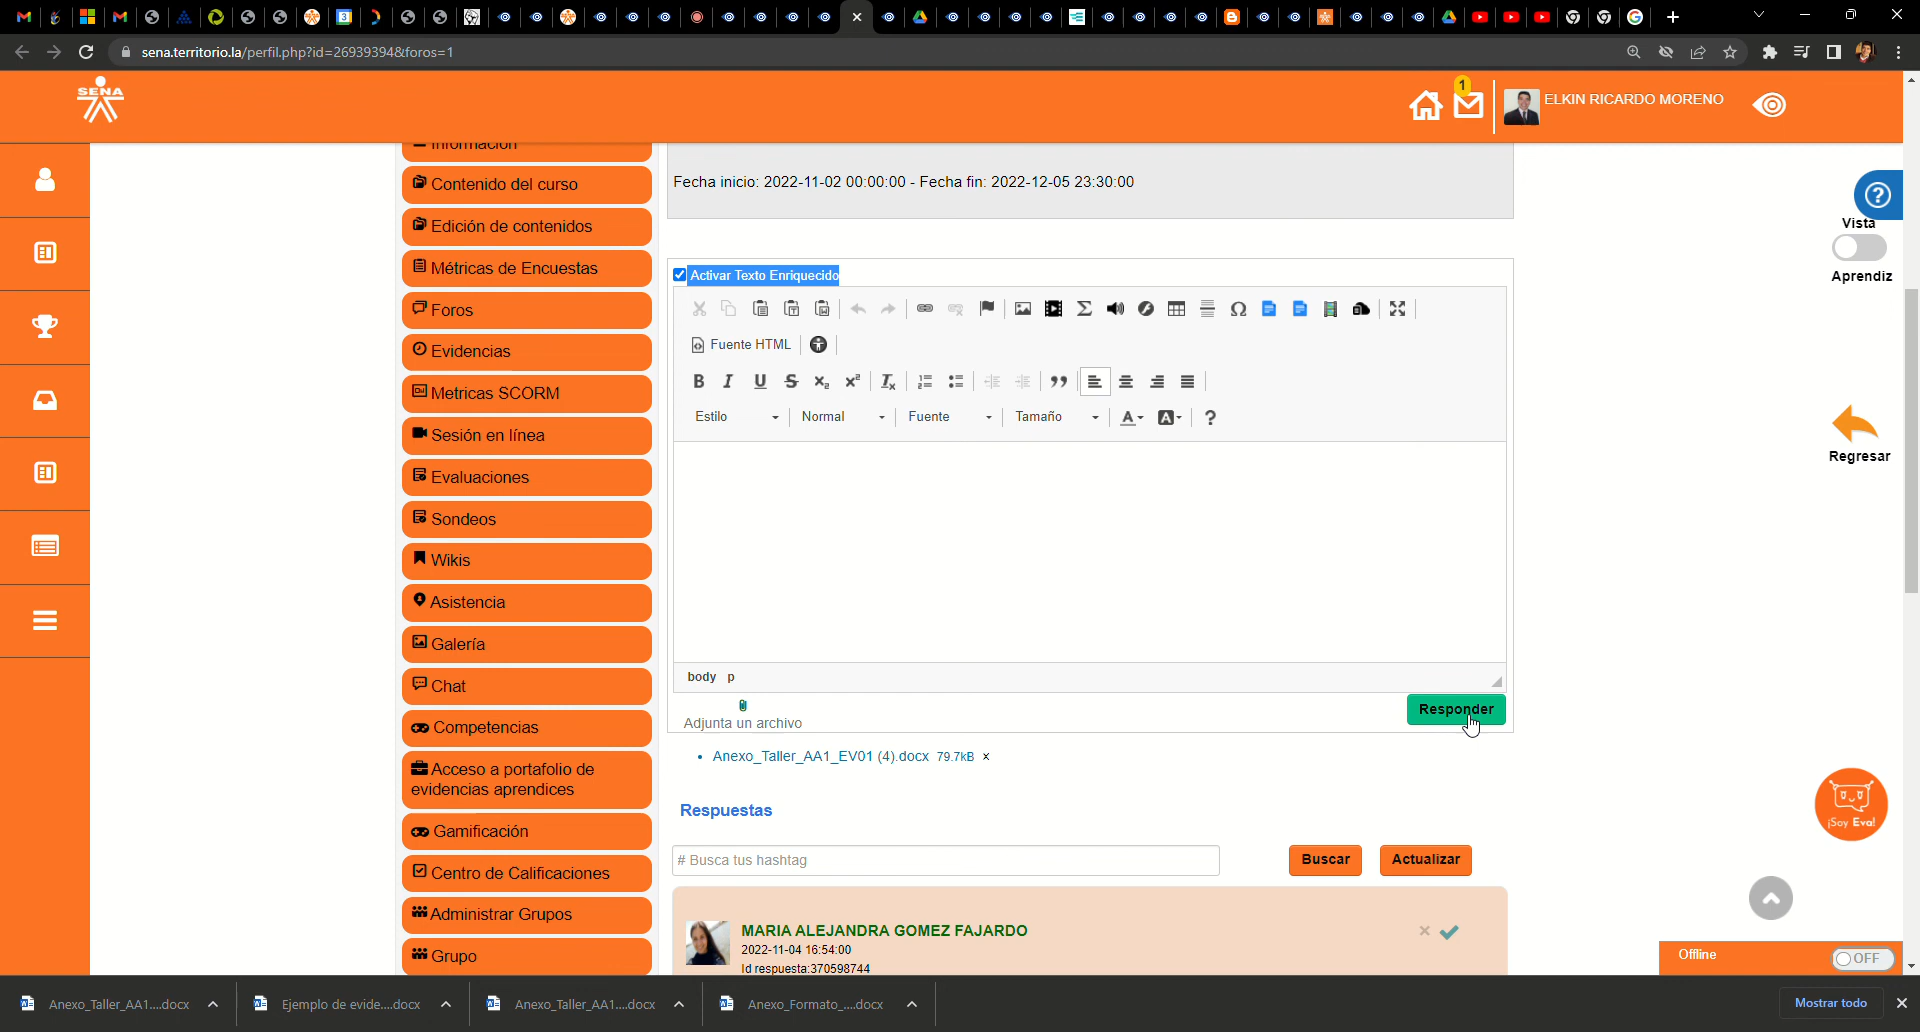 sena.territorio.la/perfil.php?id=26939394&foros=1
SENA
1
ELKIN RICARDO MORENO
Información
Contenido del curso
Edición de contenidos
Métricas de Encuestas
Foros
Evidencias
Metricas SCORM
Sesión en línea
Evaluaciones
Sondeos
Wikis
Asistencia
Galería
Chat
Competencias
Acceso a portafolio de
evidencias aprendices
Gamificación
Centro de Calificaciones
Administrar Grupos
Grupo
Fecha inicio: 2022-11-02 00:00:00 - Fecha fin: 2022-12-05 23:30:00
Activar Texto Enriquecido
Fuente HTML
Estilo Normal Fuente Tamaño
body p
Adjunta un archivo
Responder
Anexo_Taller_AA1_EV01 (4).docx 79.7kB ×
Respuestas
# Busca tus hashtag
Buscar
Actualizar
MARIA ALEJANDRA GOMEZ FAJARDO
2022-11-04 16:54:00
Id respuesta:370598744
Vista
Aprendiz
Regresar
¡Soy Eva!
Offline
OFF
Anexo_Taller_AA1....docx
Ejemplo de evide....docx
Anexo_Taller_AA1....docx
Anexo_Formato_....docx
Mostrar todo